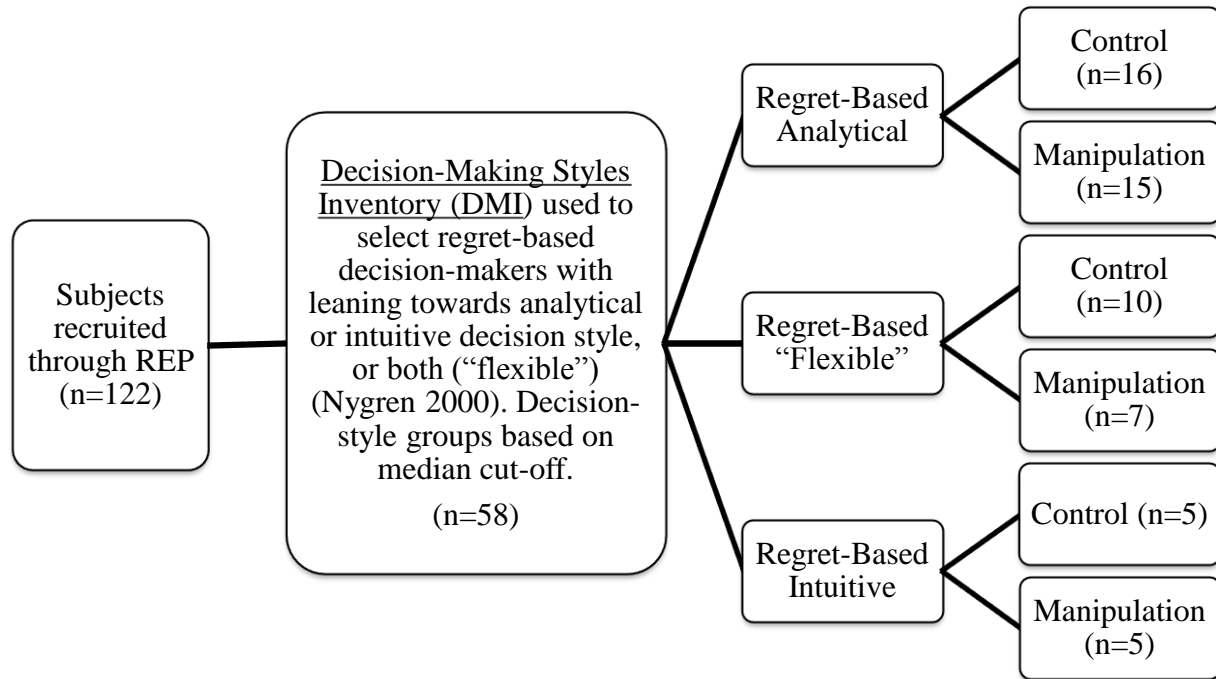 Subjects
recruited
through REP
(n=122)
Decision-Making Styles
Inventory (DMI) used to
select regret-based
decision-makers with
leaning towards analytical
or intuitive decision style,
or both (“flexible”)
(Nygren 2000). Decision-
style groups based on
median cut-off.
(n=58)
Regret-Based
Analytical
Control
(n=16)
Manipulation
(n=15)
Regret-Based
“Flexible”
Control
(n=10)
Manipulation
(n=7)
Regret-Based
Intuitive
Control (n=5)
Manipulation
(n=5)